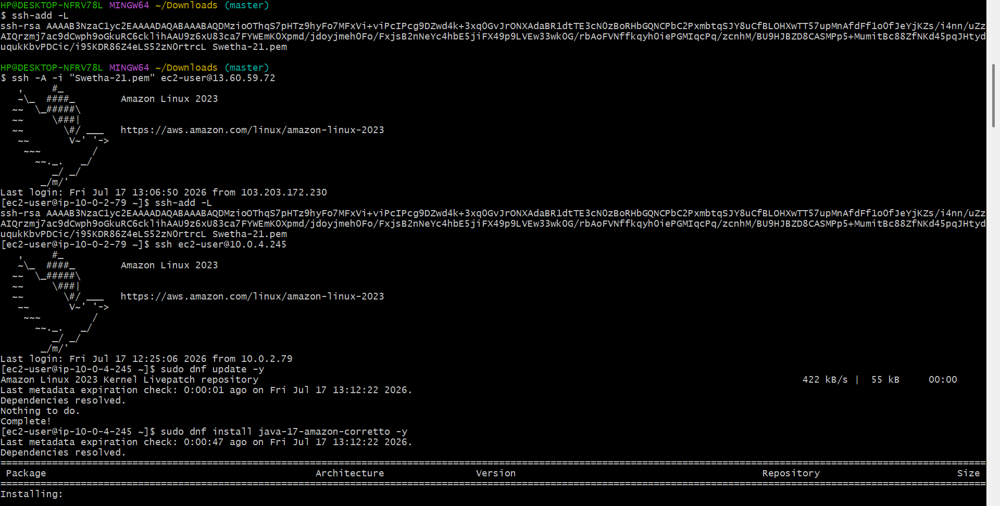 HP@DESKTOP-NFRV78L MINGW64 ~/Downloads (master)
$ ssh-add -L
ssh-rsa AAAAB3NzaC1yc2EAAAADAQABAAABAQDMzioOThqS7pHTz9hyFo7MFxVi+viPcIPcg9DZwd4k+3xq0GvJrONXAdaBR1dtTE3cN0zBoRHbGQNCPbC2PxmbtqSJY8uCfBLOHXwTT57upMnAfdFf1o0fJeYjKZs/i4nn/uZz
AIQrzmj7ac9dCwph9oGkuRC6cklihAAU9z6xU83ca7FYWEmK0Xpmd/jdoyjmeh0Fo/FxjsB2nNeYc4hbE5jiFX49p9LVEw33wk0G/rbAoFVNffkqyh0iePGMIqcPq/zcnhM/BU9HJBZD8CASMPp5+MumitBc88ZfNKd45pqJHtyd
uqukKbvPDCic/i95KDR86Z4eLS52zN0rtrcL Swetha-21.pem
HP@DESKTOP-NFRV78L MINGW64 ~/Downloads (master)
$ ssh -A -i "Swetha-21.pem" ec2-user@13.60.59.72
   ,     #_
   ~\_  ####_        Amazon Linux 2023
  ~~  \_#####\
  ~~     \###|
  ~~       \#/ ___   https://aws.amazon.com/linux/amazon-linux-2023
   ~~       V~' '->
    ~~~         /
      ~~._.   _/
         _/ _/
       _/m/'
Last login: Fri Jul 17 13:06:50 2026 from 103.203.172.230
[ec2-user@ip-10-0-2-79 ~]$ ssh-add -L
ssh-rsa AAAAB3NzaC1yc2EAAAADAQABAAABAQDMzioOThqS7pHTz9hyFo7MFxVi+viPcIPcg9DZwd4k+3xq0GvJrONXAdaBR1dtTE3cN0zBoRHbGQNCPbC2PxmbtqSJY8uCfBLOHXwTT57upMnAfdFf1o0fJeYjKZs/i4nn/uZz
AIQrzmj7ac9dCwph9oGkuRC6cklihAAU9z6xU83ca7FYWEmK0Xpmd/jdoyjmeh0Fo/FxjsB2nNeYc4hbE5jiFX49p9LVEw33wk0G/rbAoFVNffkqyh0iePGMIqcPq/zcnhM/BU9HJBZD8CASMPp5+MumitBc88ZfNKd45pqJHtyd
uqukKbvPDCic/i95KDR86Z4eLS52zN0rtrcL Swetha-21.pem
[ec2-user@ip-10-0-2-79 ~]$ ssh ec2-user@10.0.4.245
   ,     #_
   ~\_  ####_        Amazon Linux 2023
  ~~  \_#####\
  ~~     \###|
  ~~       \#/ ___   https://aws.amazon.com/linux/amazon-linux-2023
   ~~       V~' '->
    ~~~         /
      ~~._.   _/
         _/ _/
       _/m/'
Last login: Fri Jul 17 12:25:06 2026 from 10.0.2.79
[ec2-user@ip-10-0-4-245 ~]$ sudo dnf update -y
Amazon Linux 2023 Kernel Livepatch repository 422 kB/s | 55 kB 00:00
Last metadata expiration check: 0:00:01 ago on Fri Jul 17 13:12:22 2026.
Dependencies resolved.
Nothing to do.
Complete!
[ec2-user@ip-10-0-4-245 ~]$ sudo dnf install java-17-amazon-corretto -y
Last metadata expiration check: 0:00:47 ago on Fri Jul 17 13:12:22 2026.
Dependencies resolved.
Package Architecture Version Repository Size
Installing: